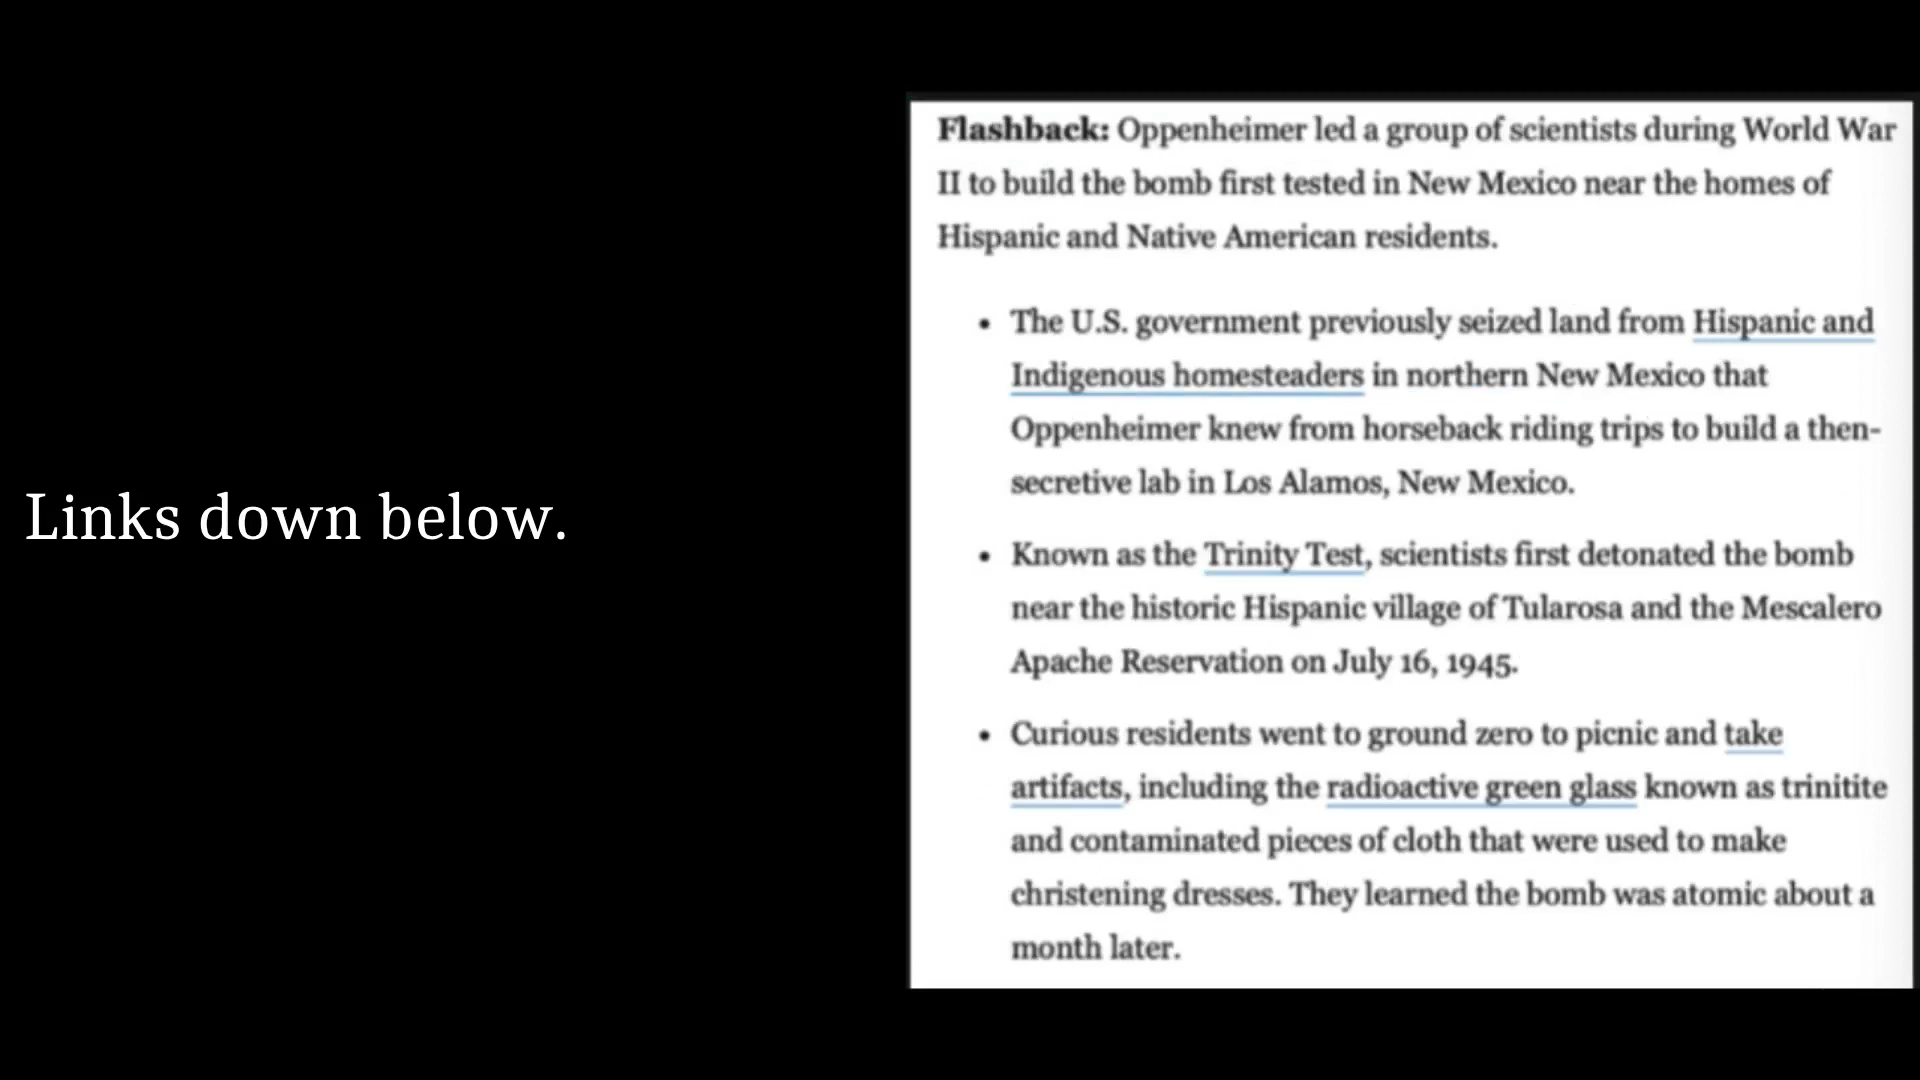 Links down below.
Flashback: Oppenheimer led a group of scientists during World War
II to build the bomb first tested in New Mexico near the homes of
Hispanic and Native American residents.
• The U.S. government previously seized land from Hispanic and
Indigenous homesteaders in northern New Mexico that
Oppenheimer knew from horseback riding trips to build a then-
secretive lab in Los Alamos, New Mexico.
• Known as the Trinity Test, scientists first detonated the bomb
near the historic Hispanic village of Tularosa and the Mescalero
Apache Reservation on July 16, 1945.
• Curious residents went to ground zero to picnic and take
artifacts, including the radioactive green glass known as trinitite
and contaminated pieces of cloth that were used to make
christening dresses. They learned the bomb was atomic about a
month later.